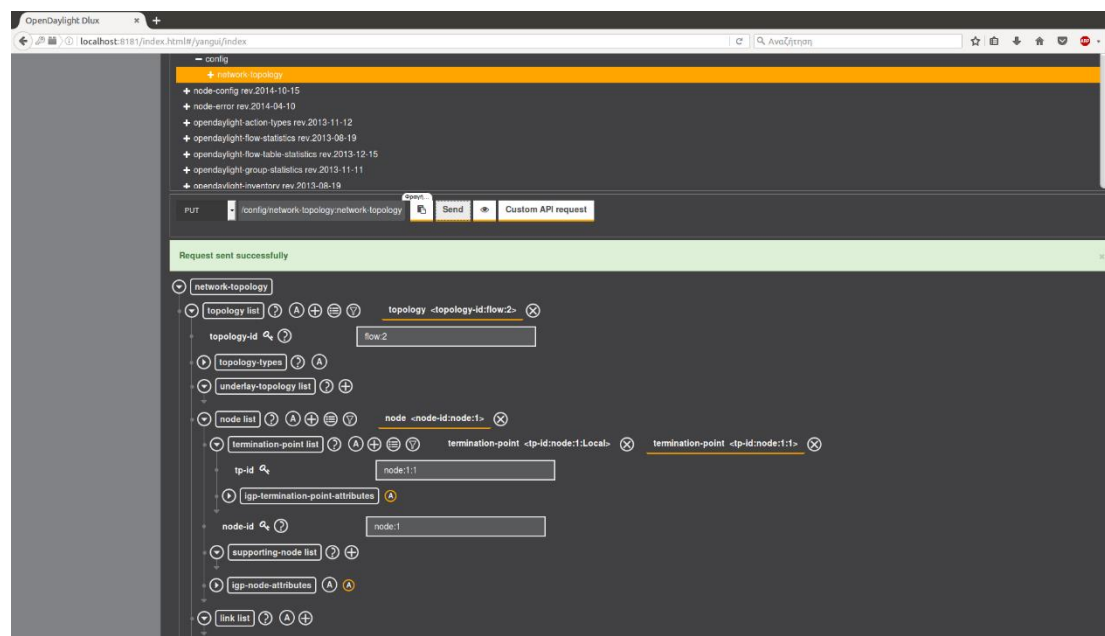 OpenDaylight Dlux × +
localhost:8181/index.html#/yangui/index Αναζήτηση
config
network-topology
node-config rev.2014-10-15
node-error rev.2014-04-10
opendaylight-action-types rev.2013-11-12
opendaylight-flow-statistics rev.2013-08-19
opendaylight-flow-table-statistics rev.2013-12-15
opendaylight-group-statistics rev.2013-11-11
opendaylight-inventory rev.2013-08-19
PUT /config/network-topology:network-topology Send Custom API request
Request sent successfully ×
network-topology
topology list ? A + topology <topology-id:flow:2>
topology-id ? flow:2
topology-types ? A
underlay-topology list ? +
node list ? A + node <node-id:node:1>
termination-point list ? A + termination-point <tp-id:node:1:Local> termination-point <tp-id:node:1:1>
tp-id node:1:1
igp-termination-point-attributes A
node-id ? node:1
supporting-node list ? +
igp-node-attributes A A
link list ? A +